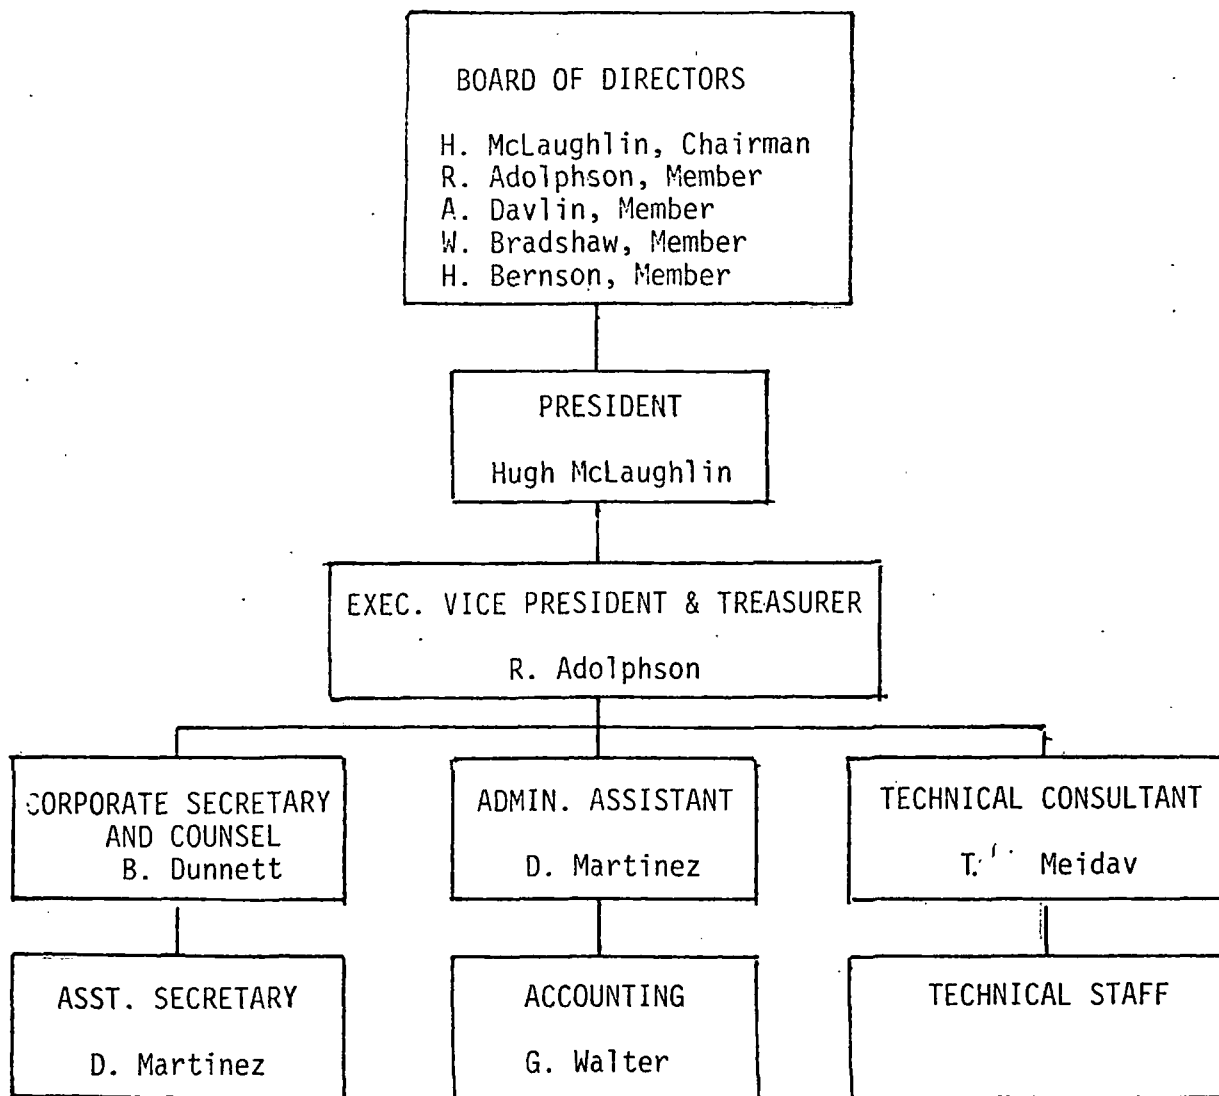 BOARD OF DIRECTORS
H. McLaughlin, Chairman
R. Adolphson, Member
A. Davlin, Member
W. Bradshaw, Member
H. Bernson, Member
PRESIDENT
Hugh McLaughlin
EXEC. VICE PRESIDENT & TREASURER
R. Adolphson
CORPORATE SECRETARY
AND COUNSEL
B. Dunnett
ADMIN. ASSISTANT
D. Martinez
TECHNICAL CONSULTANT
T. Meidav
ASST. SECRETARY
D. Martinez
ACCOUNTING
G. Walter
TECHNICAL STAFF